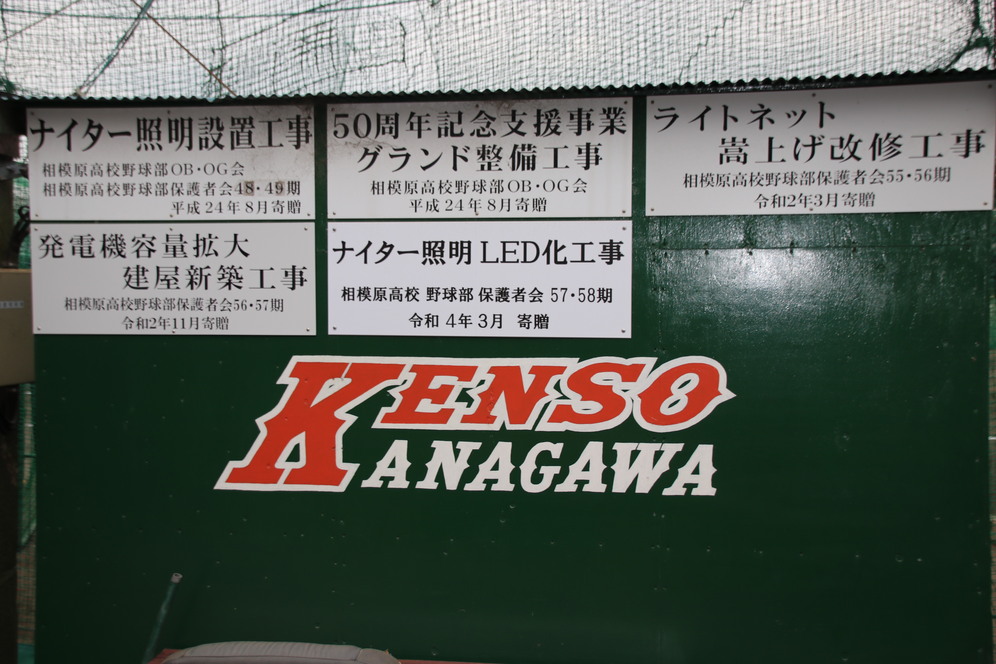 ナイター照明設置工事
相模原高校野球部OB・OG会
相模原高校野球部保護者会48・49期
平成24年8月寄贈
50周年記念支援事業
グランド整備工事
相模原高校野球部OB・OG会
平成24年8月寄贈
ライトネット
嵩上げ改修工事
相模原高校野球部保護者会55・56期
令和2年3月寄贈
発電機容量拡大
建屋新築工事
相模原高校野球部保護者会56・57期
令和2年11月寄贈
ナイター照明 LED化工事
相模原高校 野球部 保護者会 57・58期
令和 4年 3月 寄贈
KENSO
KANAGAWA